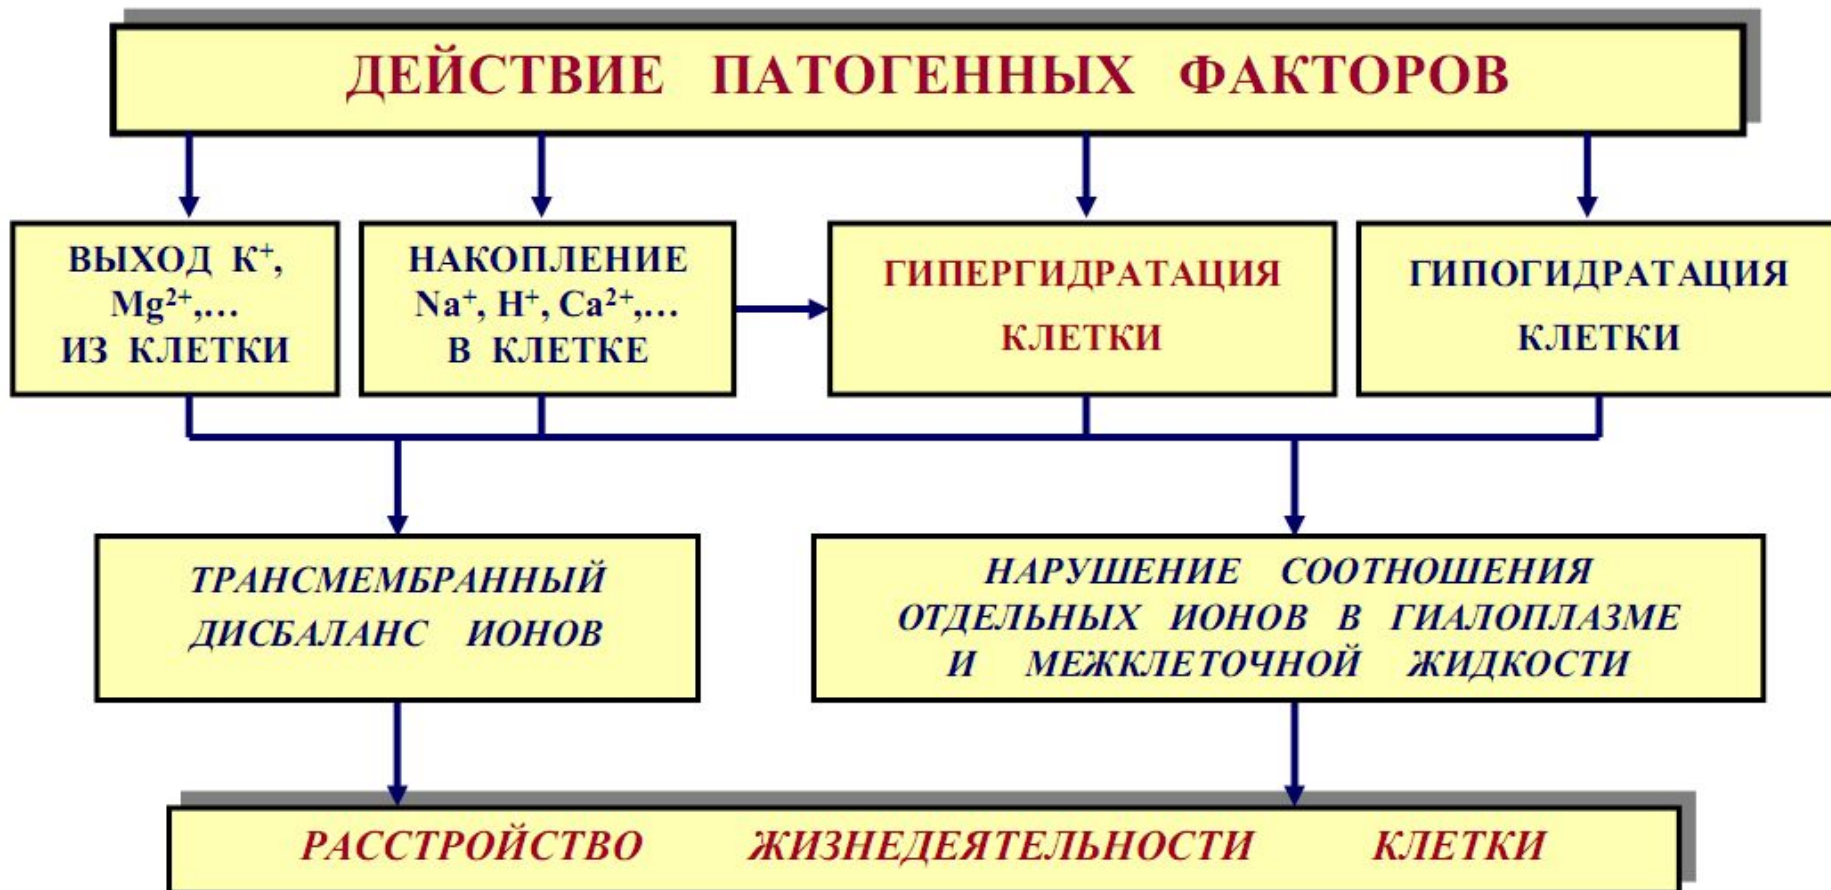 ДЕЙСТВИЕ ПАТОГЕННЫХ ФАКТОРОВ
ВЫХОД К⁺,
Mg²⁺,...
ИЗ КЛЕТКИ
НАКОПЛЕНИЕ
Na⁺, H⁺, Ca²⁺,...
В КЛЕТКЕ
ГИПЕРГИДРАТАЦИЯ
КЛЕТКИ
ГИПОГИДРАТАЦИЯ
КЛЕТКИ
ТРАНСМЕМБРАННЫЙ
ДИСБАЛАНС ИОНОВ
НАРУШЕНИЕ СООТНОШЕНИЯ
ОТДЕЛЬНЫХ ИОНОВ В ГИАЛОПЛАЗМЕ
И МЕЖКЛЕТОЧНОЙ ЖИДКОСТИ
РАССТРОЙСТВО ЖИЗНЕДЕЯТЕЛЬНОСТИ КЛЕТКИ